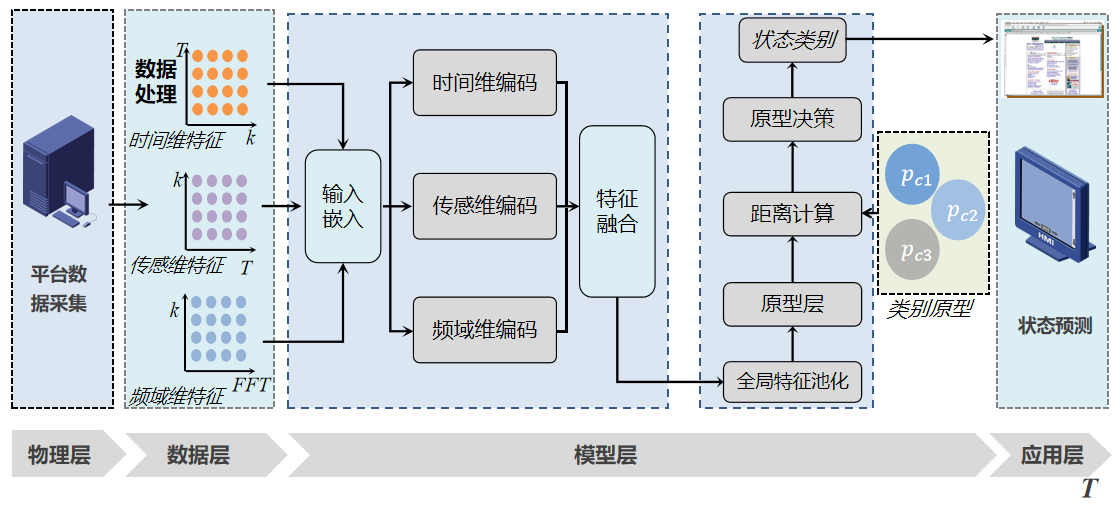 平台数
据采集
数据
处理
T
k
时间维特征
k
T
传感维特征
k
FFT
频域维特征
输入
嵌入
时间维编码
传感维编码
频域维编码
特征
融合
状态类别
原型决策
距离计算
原型层
全局特征池化
pc1
pc2
pc3
类别原型
HMI
状态预测
物理层
数据层
模型层
应用层
T